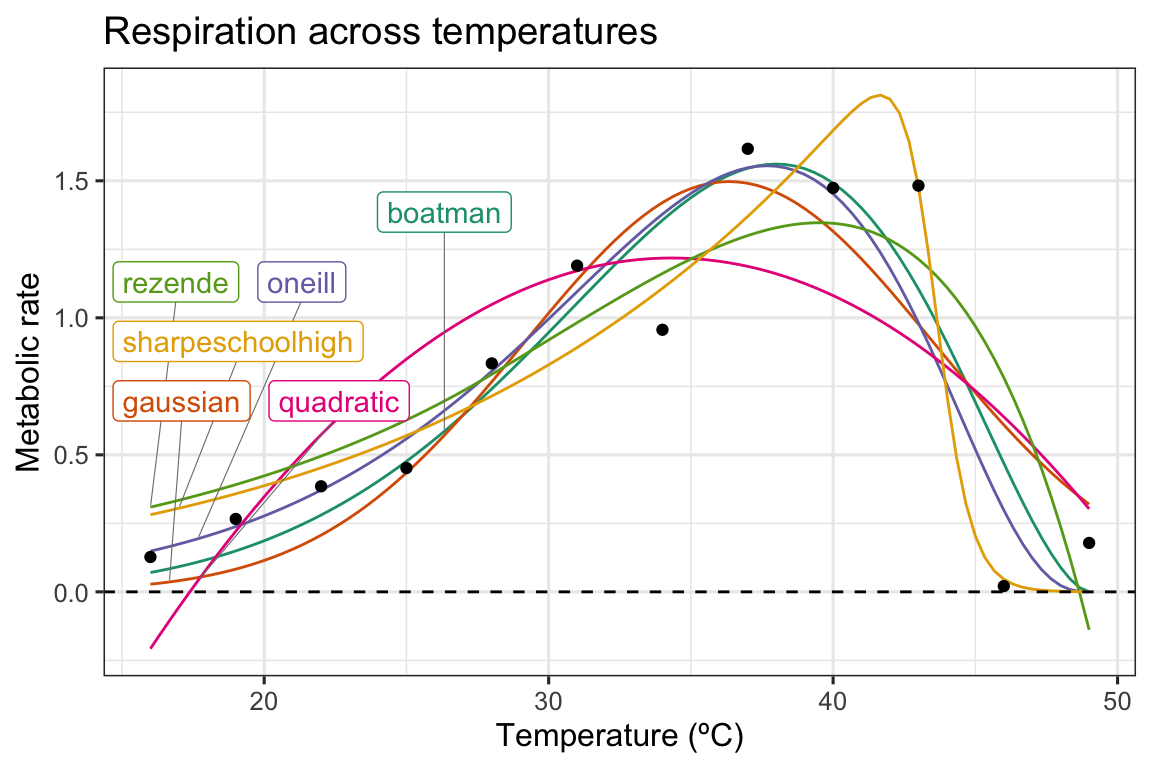 Respiration across temperatures
Metabolic rate
1.5
1.0
0.5
0.0
boatman
rezende
oneill
sharpeschoolhigh
gaussian
quadratic
20
30
40
50
Temperature (ºC)